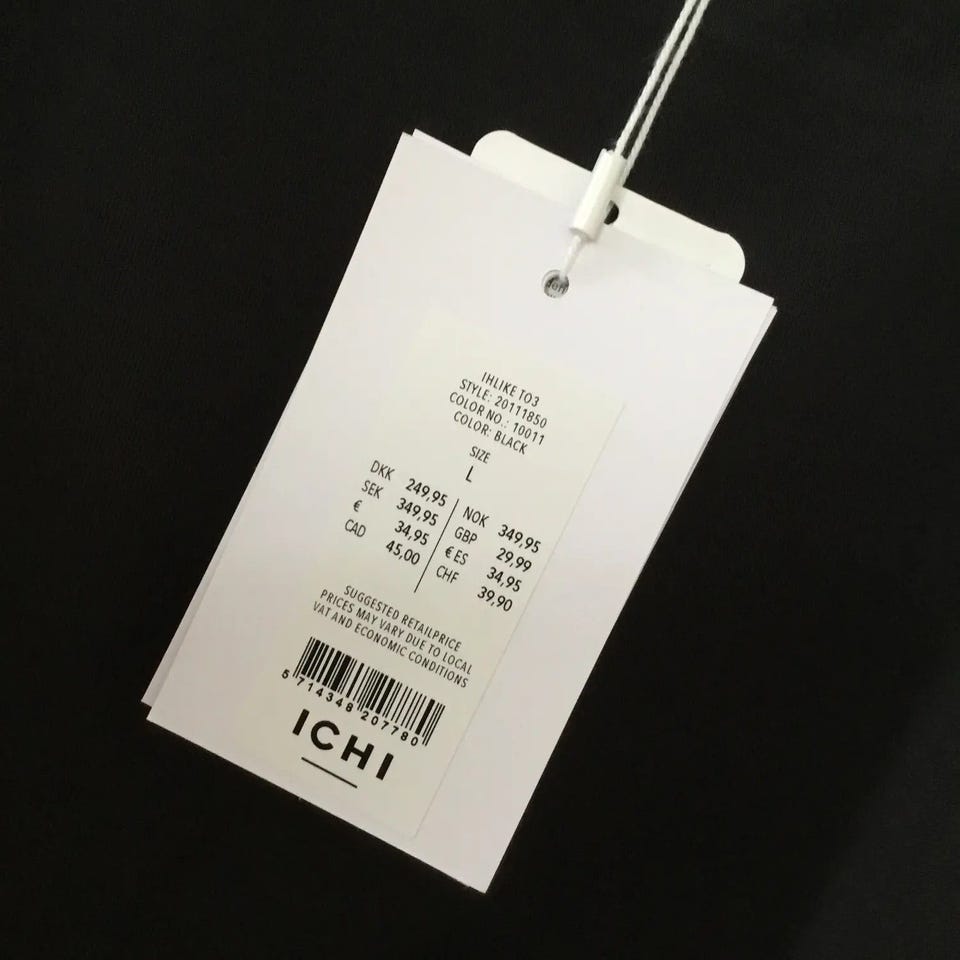 IHLIKE TO3
STYLE: 20111850
COLOR NO.: 10011
COLOR: BLACK
SIZE
L
DKK 249,95 NOK 349,95
SEK 349,95 GBP 29,99
€ 34,95 € ES 34,95
CAD 45,00 CHF 39,90
SUGGESTED RETAILPRICE
PRICES MAY VARY DUE TO LOCAL
VAT AND ECONOMIC CONDITIONS
5 714348 207780
ICHI